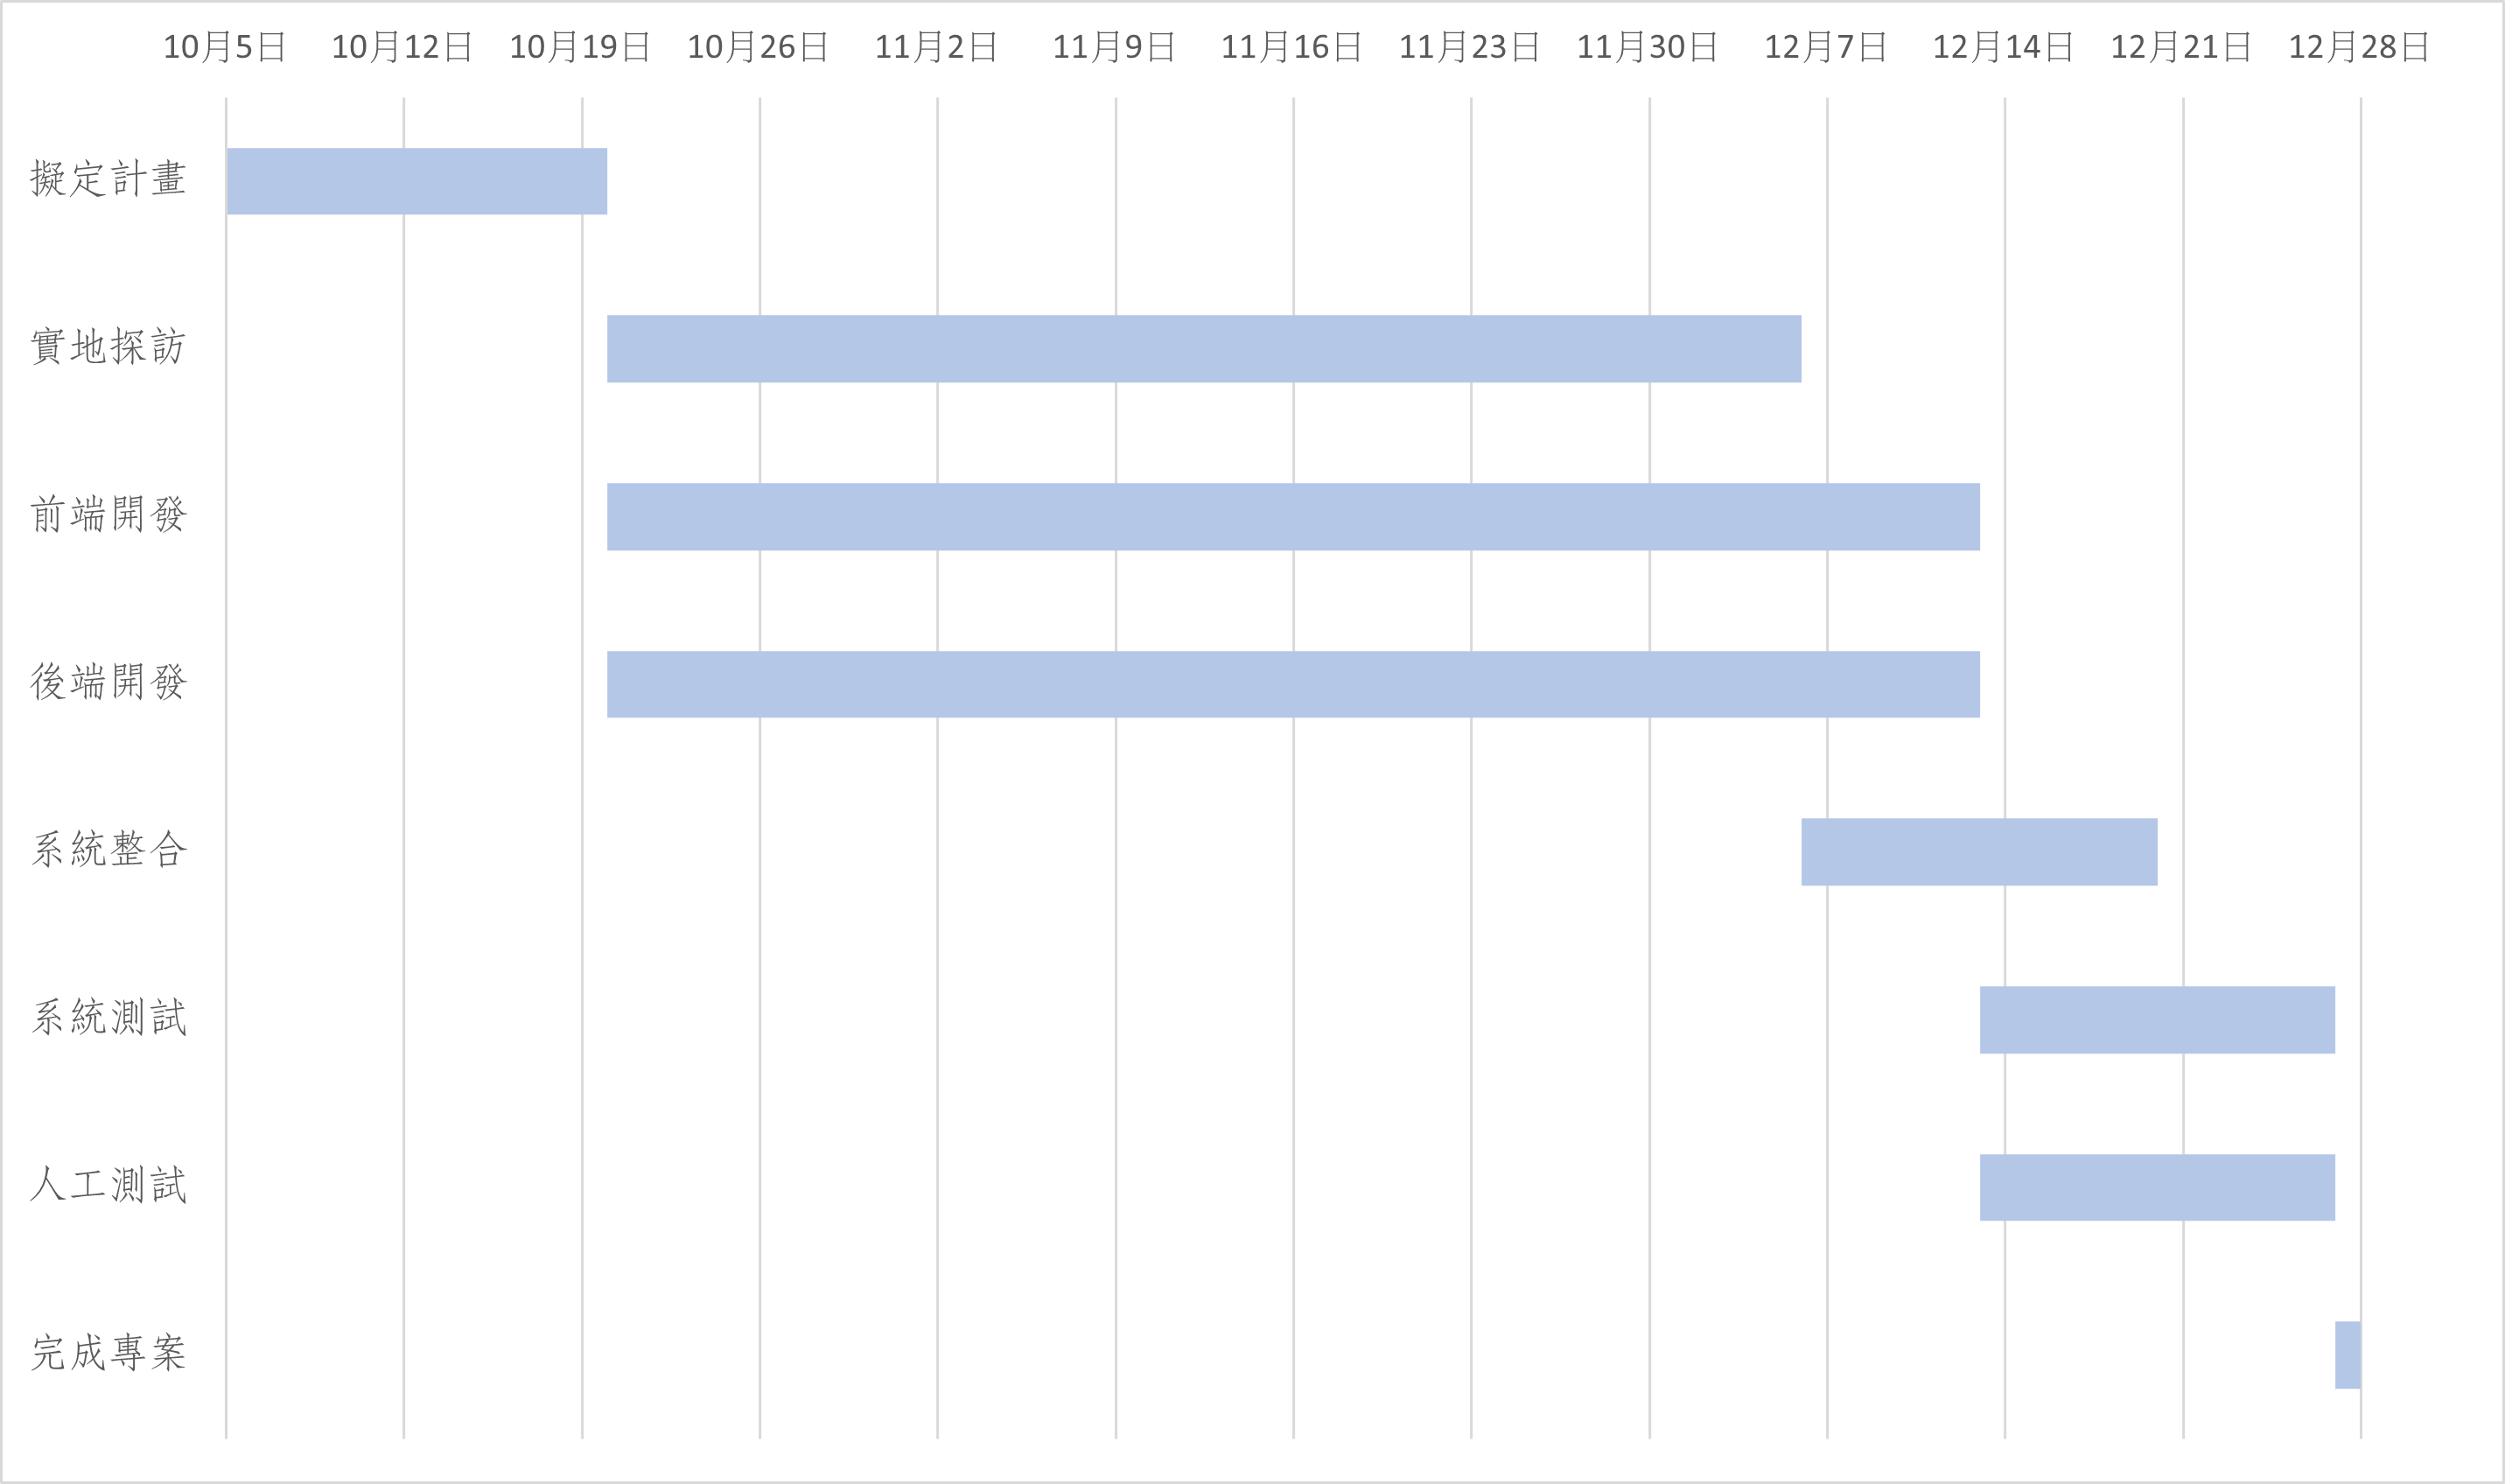 10月5日 10月12日 10月19日 10月26日 11月2日 11月9日 11月16日 11月23日 11月30日 12月7日 12月14日 12月21日 12月28日
擬定計畫
實地探訪
前端開發
後端開發
系統整合
系統測試
人工測試
完成專案